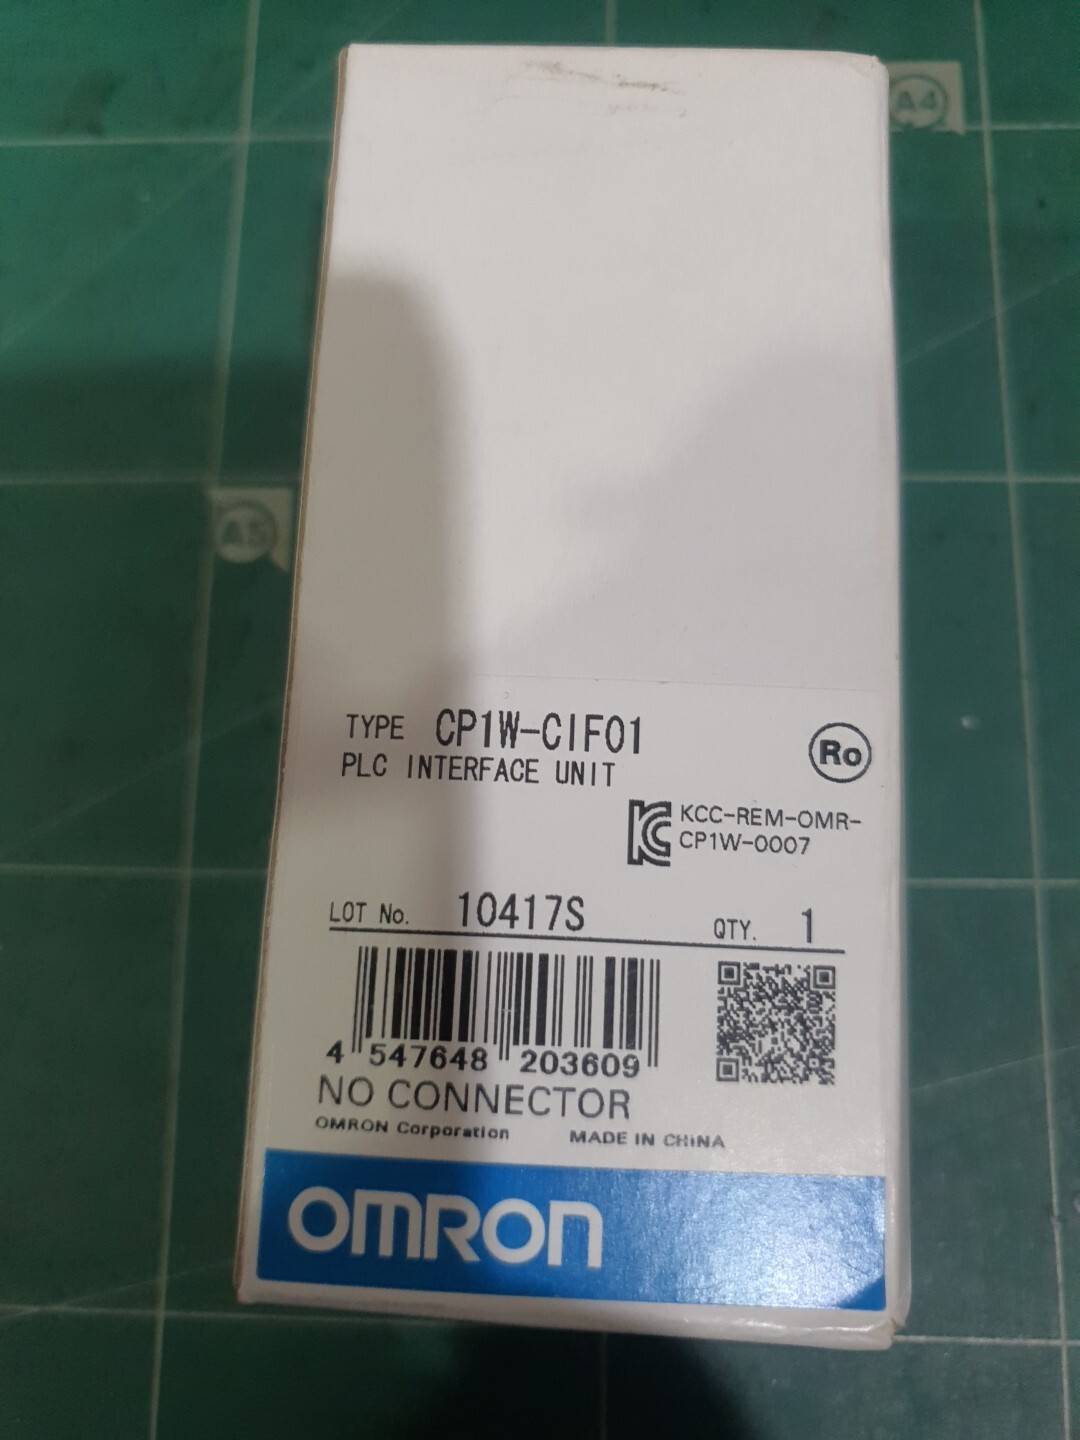 A4
A5
TYPE CP1W-CIF01
PLC INTERFACE UNIT
Ro
KC KCC-REM-OMR-
CP1W-0007
LOT No. 10417S QTY. 1
4 547648 203609
NO CONNECTOR
OMRON Corporation MADE IN CHINA
OMRON